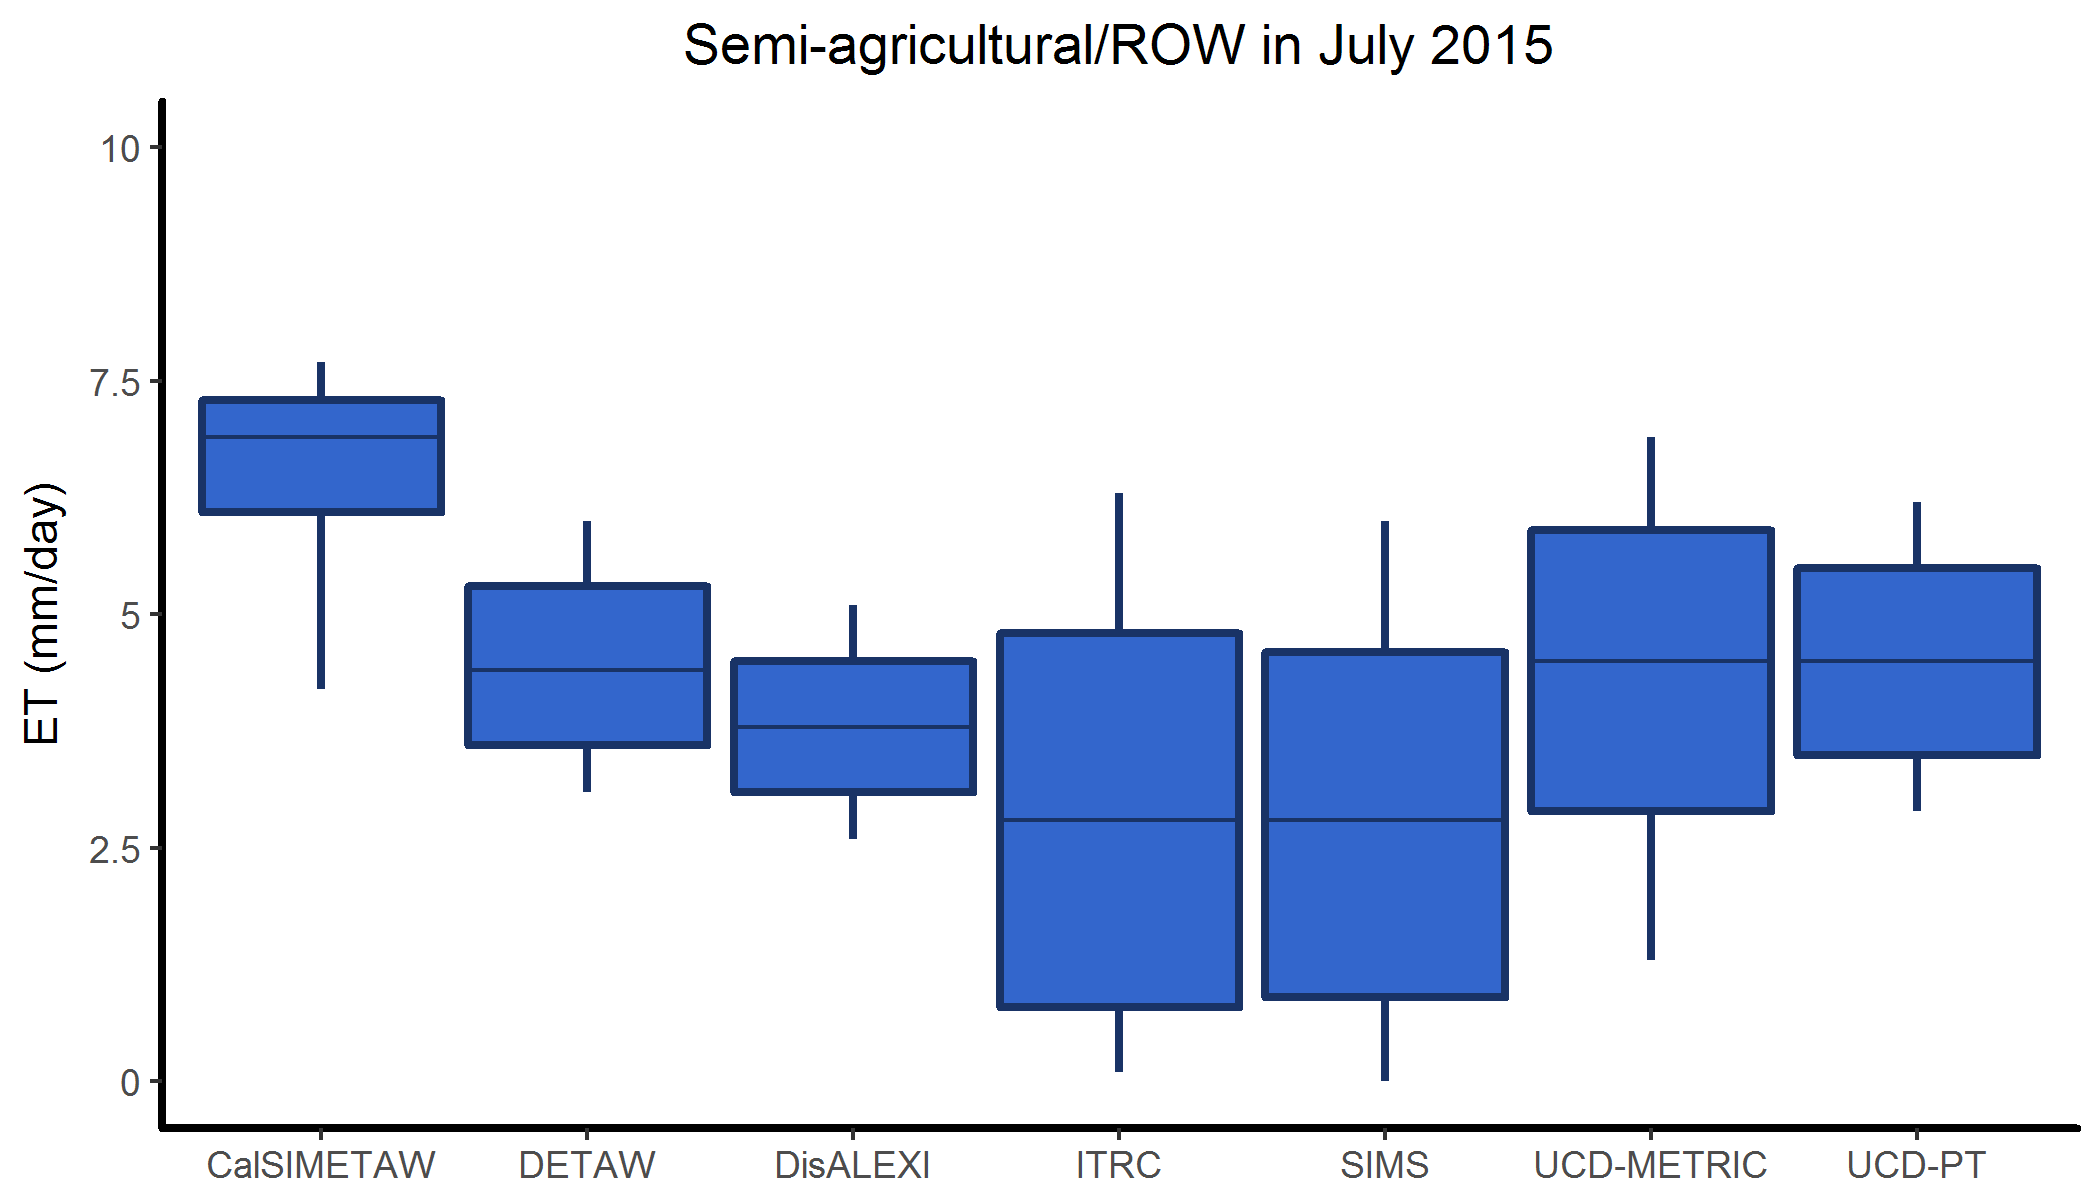 Semi-agricultural/ROW in July 2015
ET (mm/day)
10
7.5
5
2.5
0
CalSIMETAW DETAW DisALEXI ITRC SIMS UCD-METRIC UCD-PT